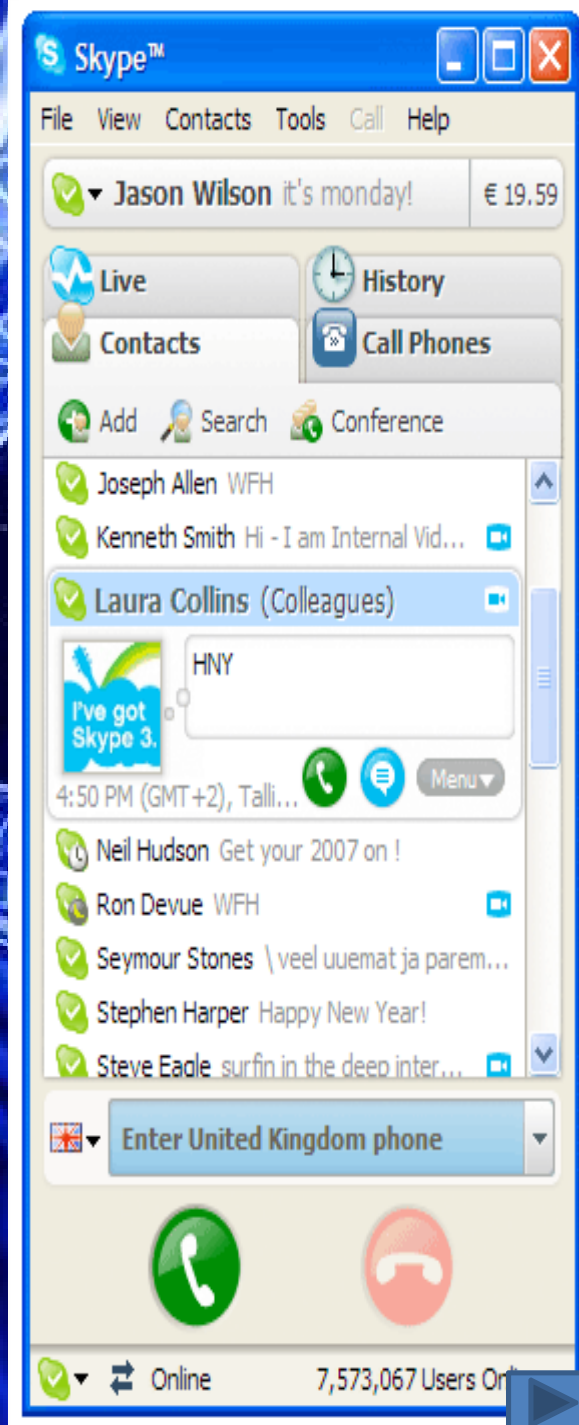 Skype™
File View Contacts Tools Call Help
Jason Wilson it's monday! € 19.59
Live History
Contacts Call Phones
Add Search Conference
Joseph Allen WFH
Kenneth Smith Hi - I am Internal Vid...
Laura Collins (Colleagues)
HNY
I've got
Skype 3.
4:50 PM (GMT+2), Talli... Menu
Neil Hudson Get your 2007 on !
Ron Devue WFH
Seymour Stones \ veel uuemat ja parem...
Stephen Harper Happy New Year!
Steve Eagle surfin in the deep inter...
Enter United Kingdom phone
Online 7,573,067 Users